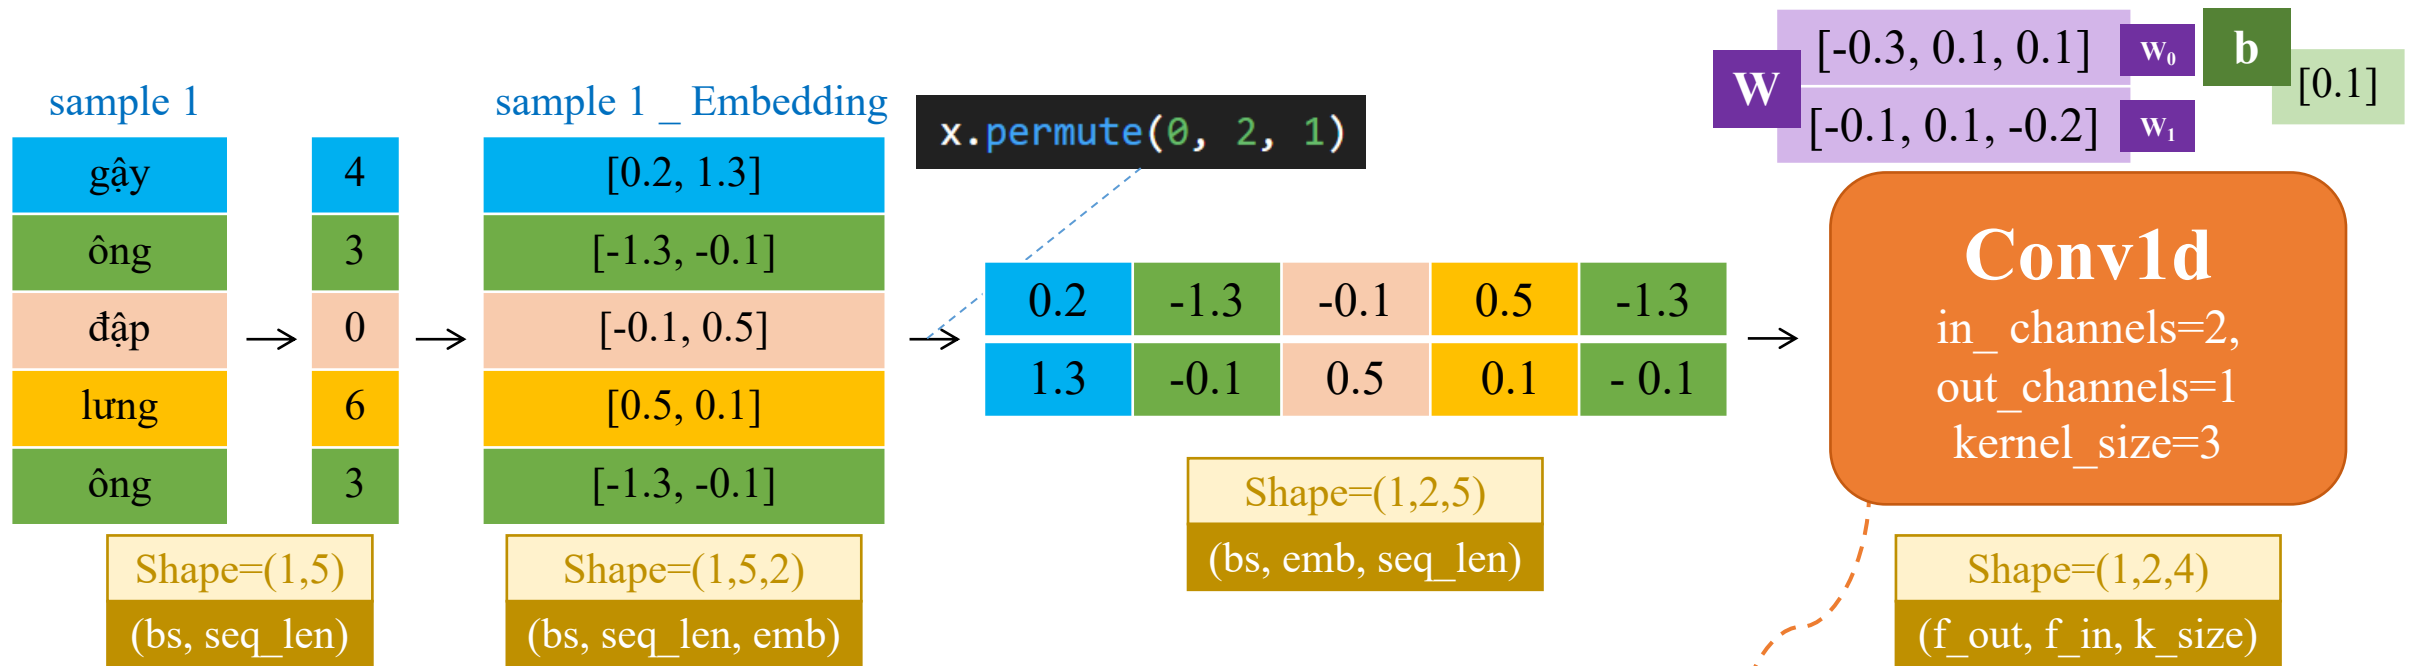 sample 1
gậy
ông
đập
lưng
ông
4
3
0
6
3
Shape=(1,5)
(bs, seq_len)
sample 1 _ Embedding
[0.2, 1.3]
[-1.3, -0.1]
[-0.1, 0.5]
[0.5, 0.1]
[-1.3, -0.1]
Shape=(1,5,2)
(bs, seq_len, emb)
x.permute(0, 2, 1)
0.2 -1.3 -0.1 0.5 -1.3
1.3 -0.1 0.5 0.1 - 0.1
Shape=(1,2,5)
(bs, emb, seq_len)
W
[-0.3, 0.1, 0.1] w0
[-0.1, 0.1, -0.2] w1
b
[0.1]
Conv1d
in_ channels=2,
out_channels=1
kernel_size=3
Shape=(1,2,4)
(f_out, f_in, k_size)